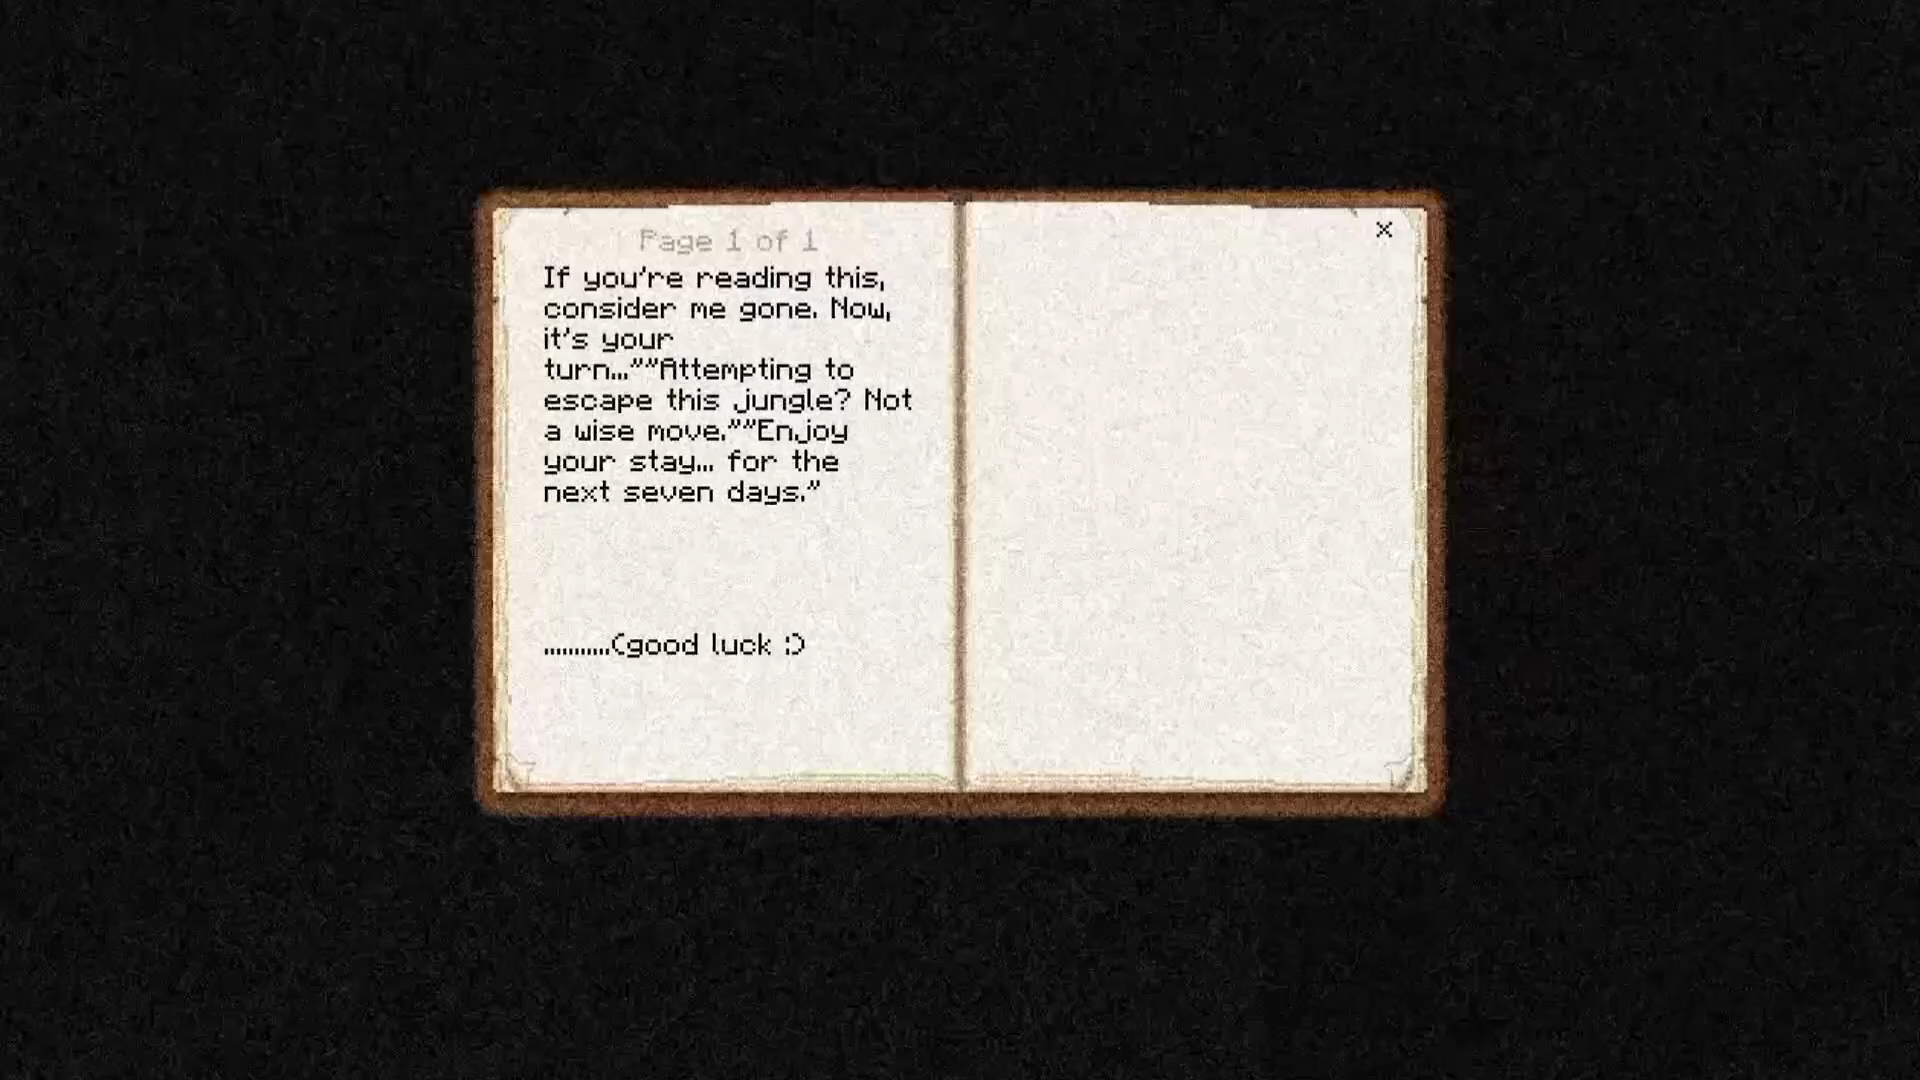 Page 1 of 1
If you're reading this,
consider me gone. Now,
it's your
turn...""Attempting to
escape this jungle? Not
a wise move.""Enjoy
your stay... for the
next seven days."
...........(good luck :)